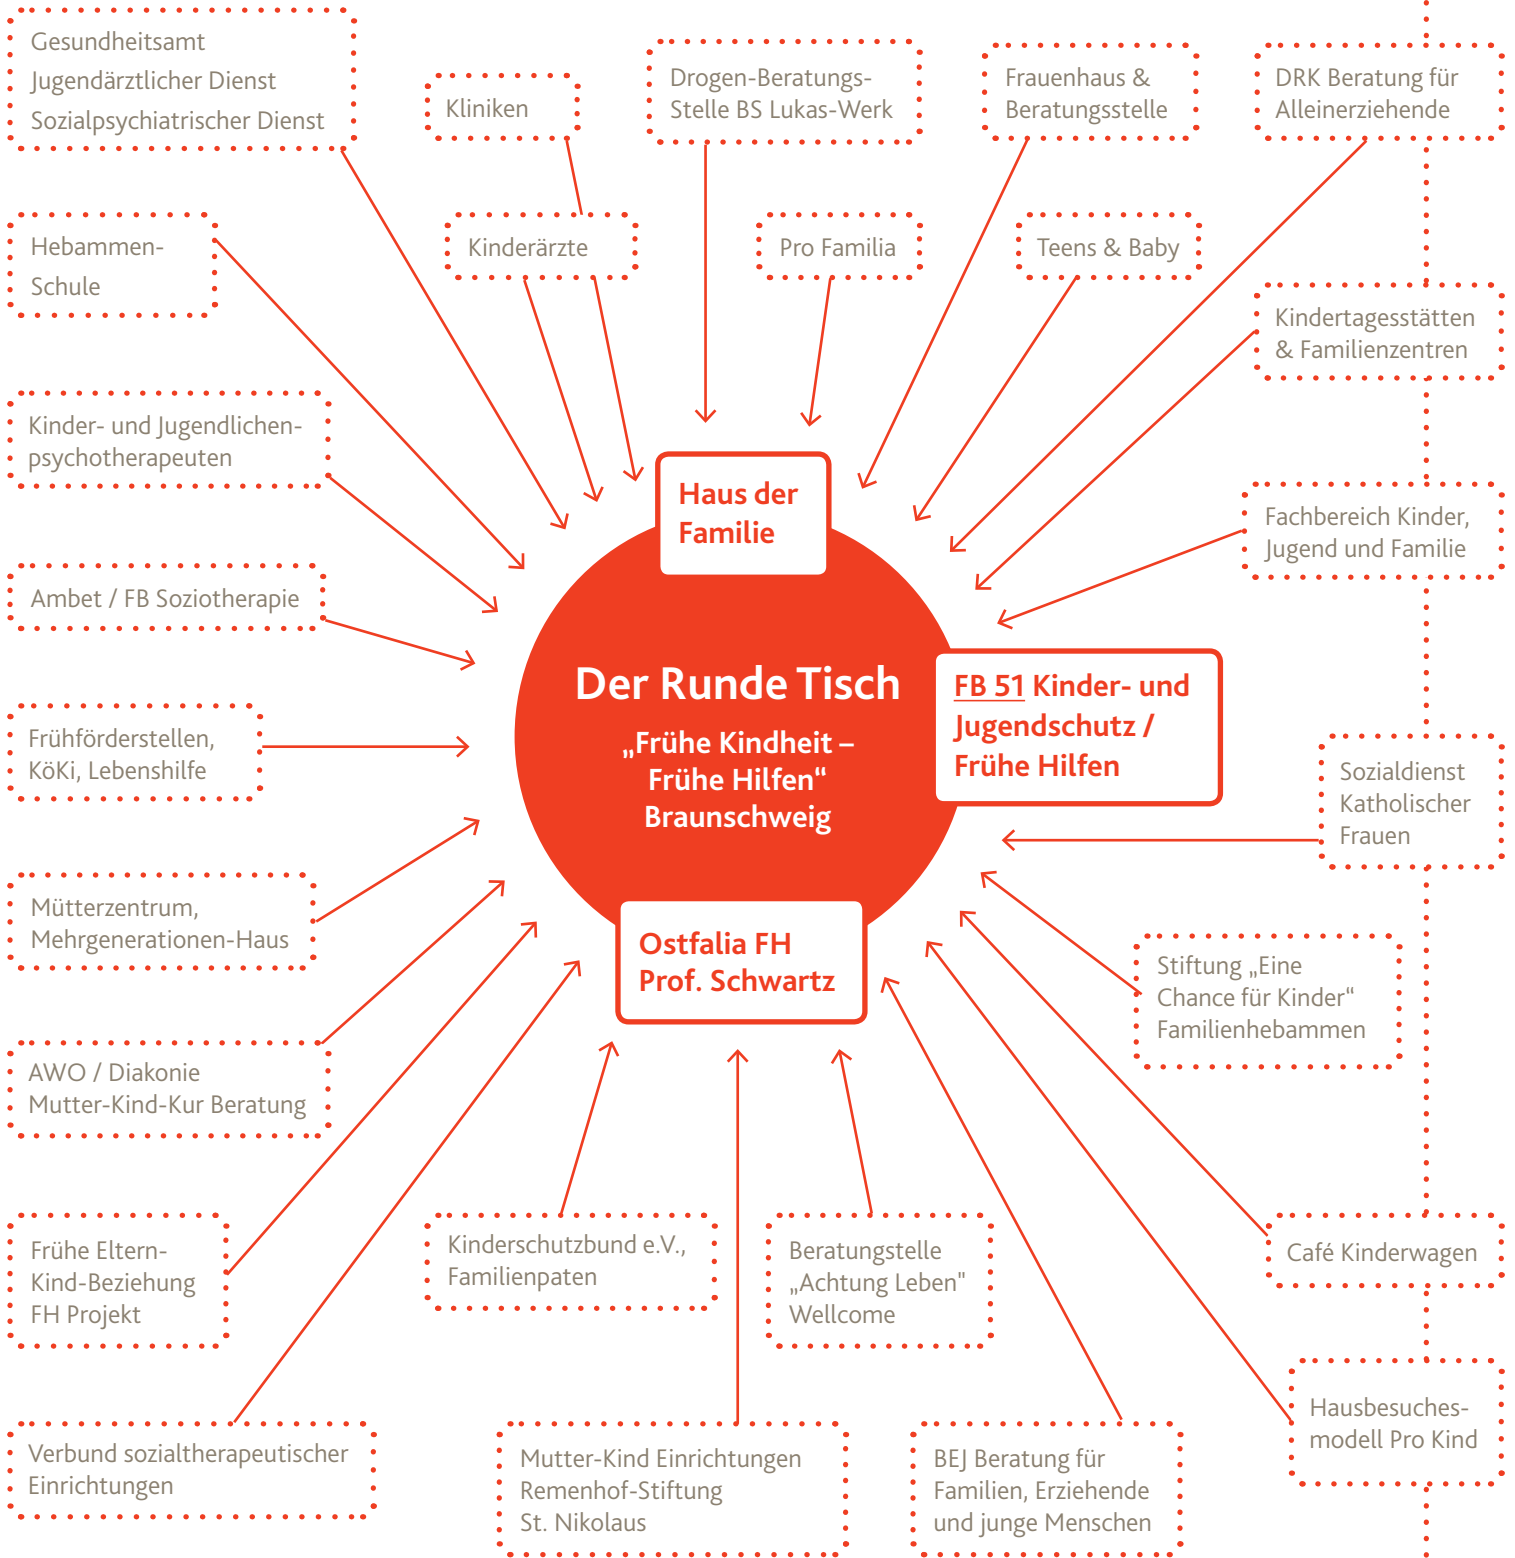 Gesundheitsamt
Jugendärztlicher Dienst
Sozialpsychiatrischer Dienst
Kliniken
Drogen-Beratungs-
Stelle BS Lukas-Werk
Frauenhaus &
Beratungsstelle
DRK Beratung für
Alleinerziehende
Hebammen-
Schule
Kinderärzte
Pro Familia
Teens & Baby
Kindertagesstätten
& Familienzentren
Kinder- und Jugendlichen-
psychotherapeuten
Haus der
Familie
Fachbereich Kinder,
Jugend und Familie
Ambet / FB Soziotherapie
Der Runde Tisch
„Frühe Kindheit –
Frühe Hilfen“
Braunschweig
FB 51 Kinder- und
Jugendschutz /
Frühe Hilfen
Frühförderstellen,
KöKi, Lebenshilfe
Sozialdienst
Katholischer
Frauen
Mütterzentrum,
Mehrgenerationen-Haus
Ostfalia FH
Prof. Schwartz
Stiftung „Eine
Chance für Kinder“
Familienhebammen
AWO / Diakonie
Mutter-Kind-Kur Beratung
Frühe Eltern-
Kind-Beziehung
FH Projekt
Kinderschutzbund e.V.,
Familienpaten
Beratungstelle
„Achtung Leben"
Wellcome
Café Kinderwagen
Verbund sozialtherapeutischer
Einrichtungen
Mutter-Kind Einrichtungen
Remenhof-Stiftung
St. Nikolaus
BEJ Beratung für
Familien, Erziehende
und junge Menschen
Hausbesuches-
modell Pro Kind